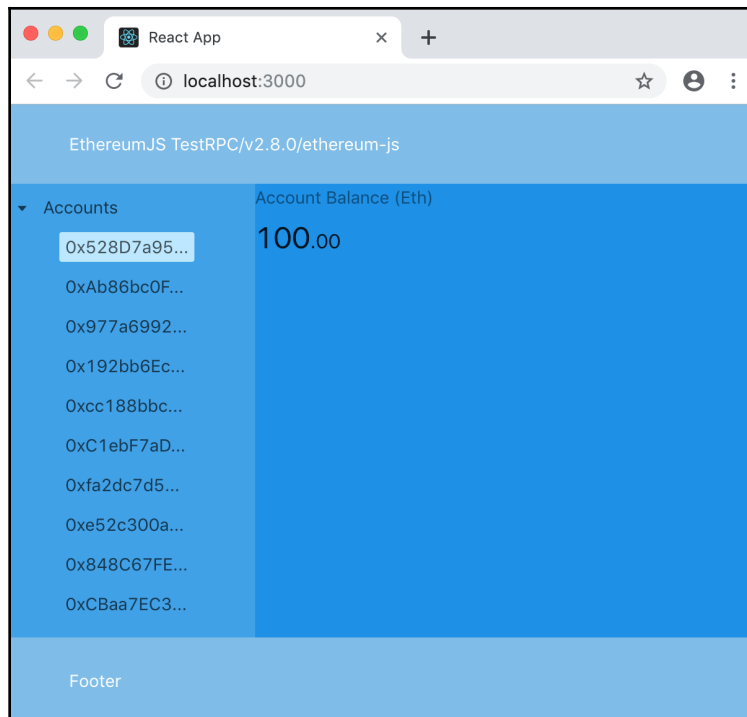 React App
localhost:3000
EthereumJS TestRPC/v2.8.0/ethereum-js
Accounts
0x528D7a95...
0xAb86bc0F...
0x977a6992...
0x192bb6Ec...
0xcc188bbc...
0xC1ebF7aD...
0xfa2dc7d5...
0xe52c300a...
0x848C67FE...
0xCBaa7EC3...
Account Balance (Eth)
100.00
Footer